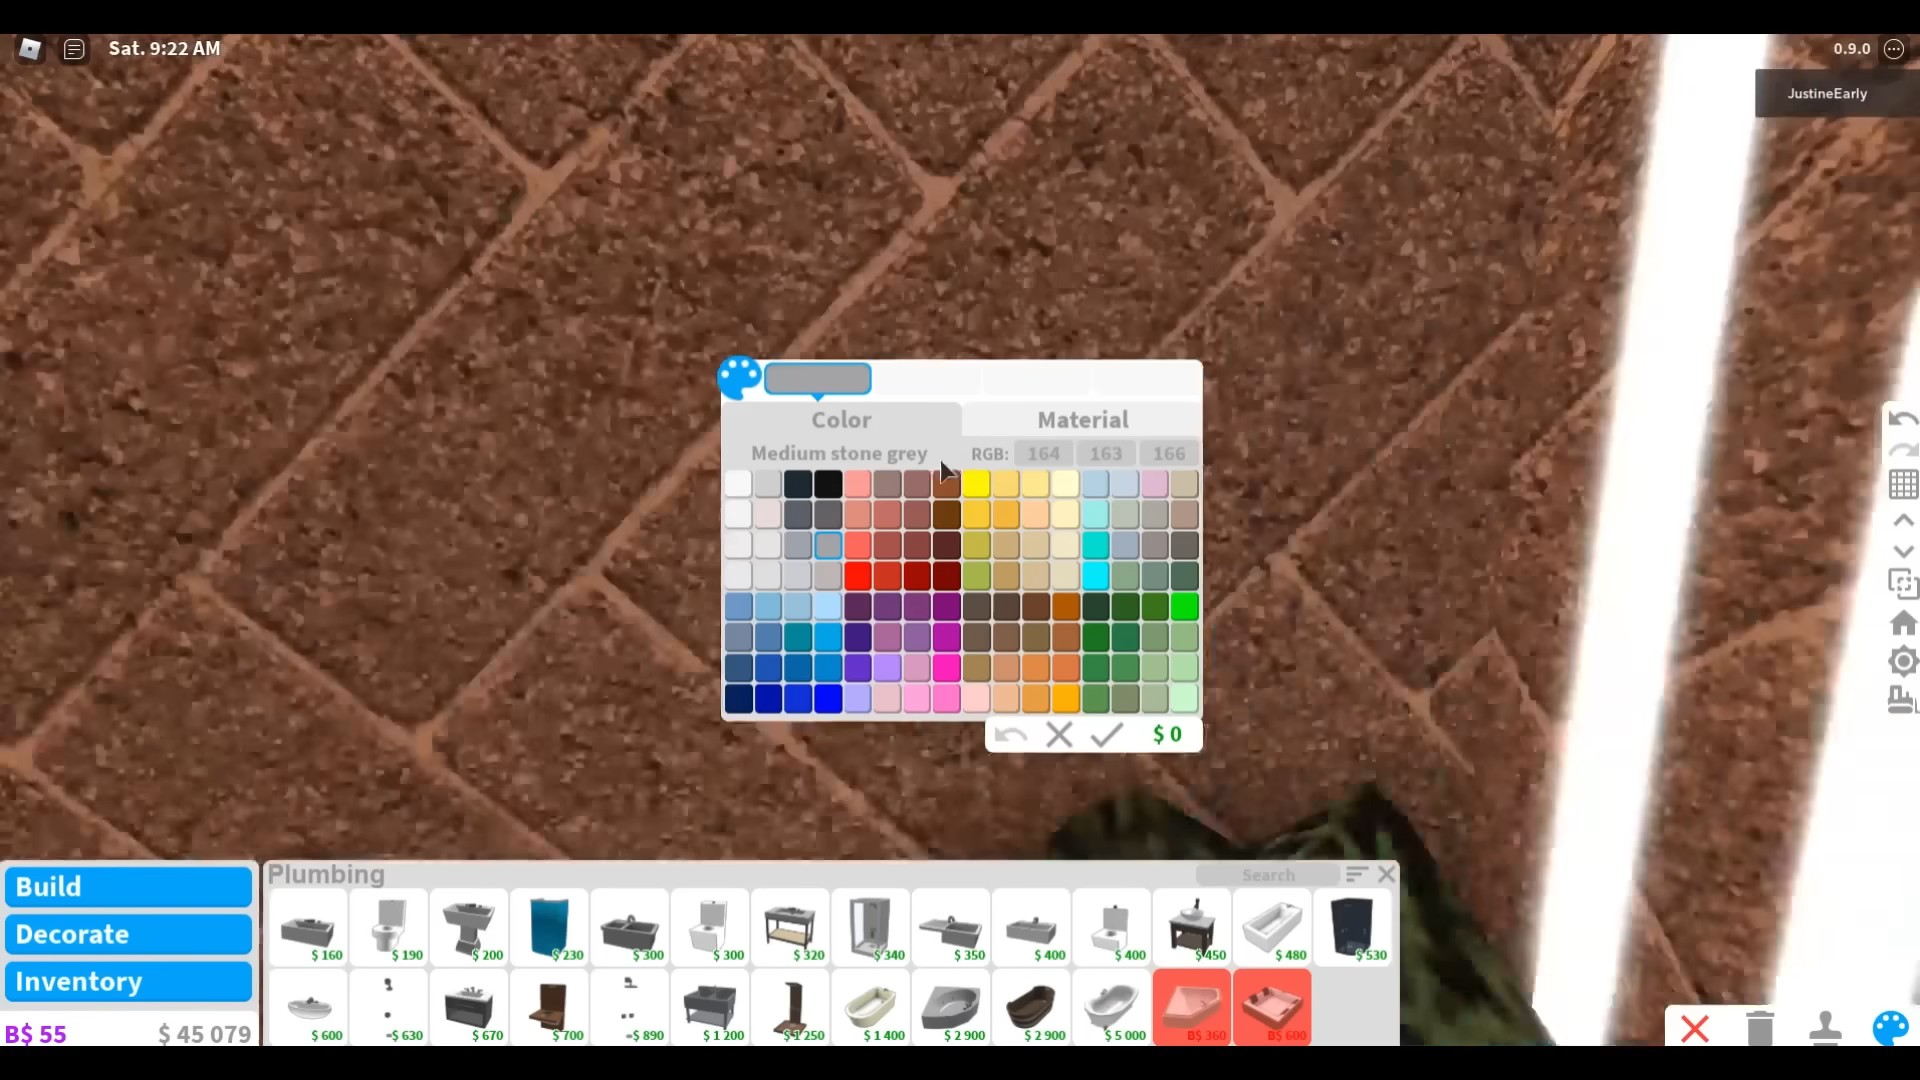 Sat. 9:22 AM
0.9.0
JustineEarly
Color
Material
Medium stone grey
RGB: 164 163 166
$ 0
Build
Decorate
Inventory
B$ 55
$ 45 079
Plumbing
Search
$ 160
$ 190
$ 200
$ 230
$ 300
$ 300
$ 320
$ 340
$ 350
$ 400
$ 400
$ 450
$ 480
$ 530
$ 600
$ 630
$ 670
$ 700
$ 890
$ 1 200
$ 1 250
$ 1 400
$ 2 900
$ 2 900
$ 5 000
B$ 360
B$ 600